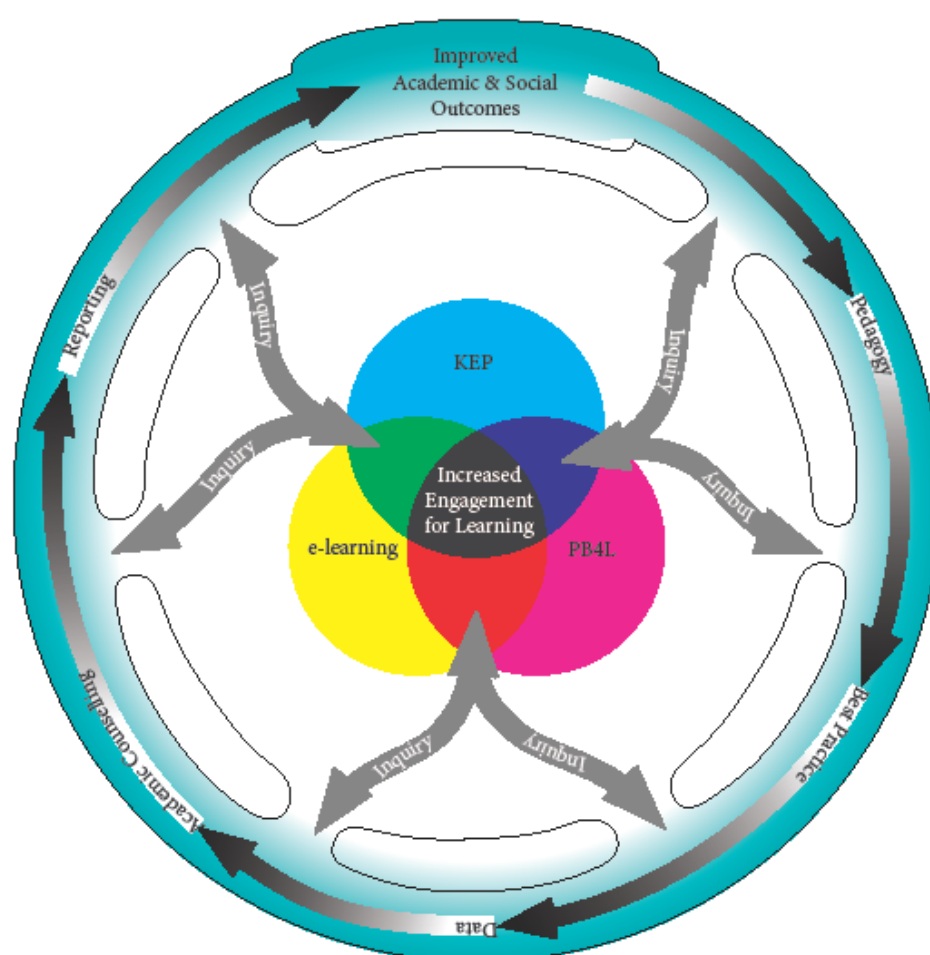 Improved
Academic & Social
Outcomes
Pedagogy
Best Practice
Data
Academic Counselling
Reporting
Inquiry
Inquiry
Inquiry
Inquiry
Inquiry
Inquiry
KEP
e-learning
PB4L
Increased
Engagement
for Learning